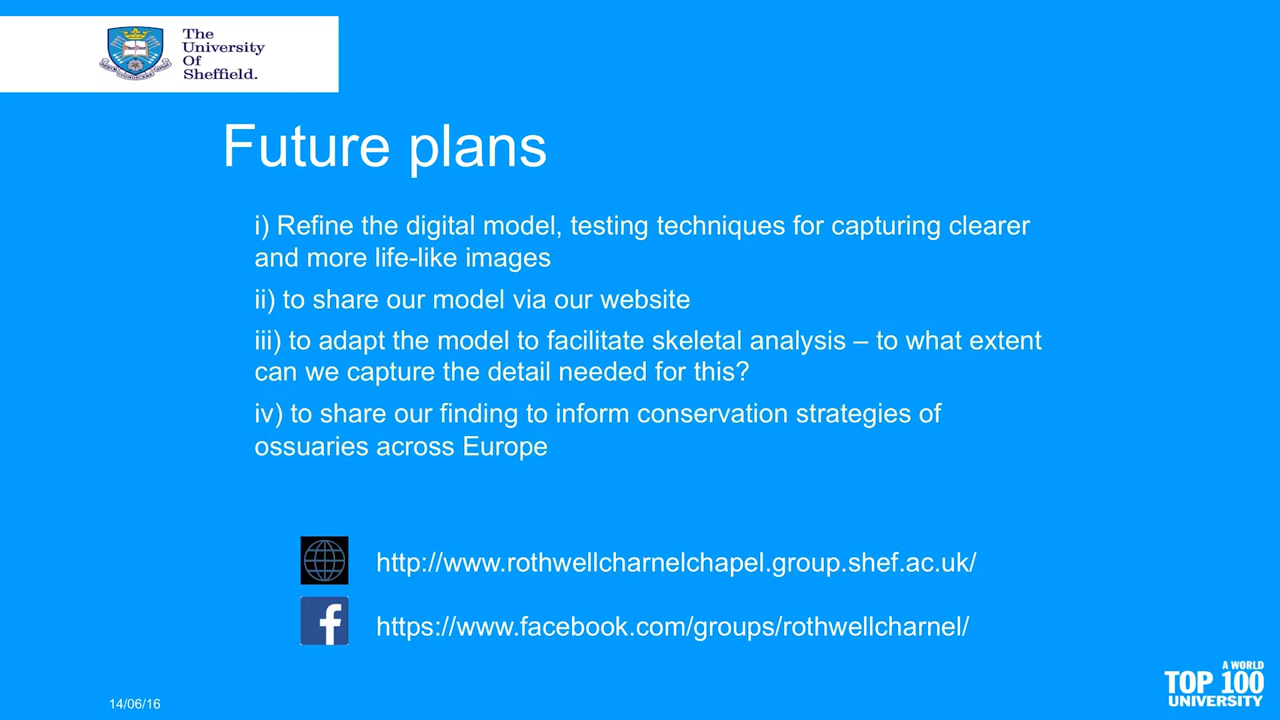 The
University
Of
Sheffield.
Future plans
i) Refine the digital model, testing techniques for capturing clearer
and more life-like images
ii) to share our model via our website
iii) to adapt the model to facilitate skeletal analysis – to what extent
can we capture the detail needed for this?
iv) to share our finding to inform conservation strategies of
ossuaries across Europe
http://www.rothwellcharnelchapel.group.shef.ac.uk/
https://www.facebook.com/groups/rothwellcharnel/
14/06/16
A WORLD
TOP 100
UNIVERSITY